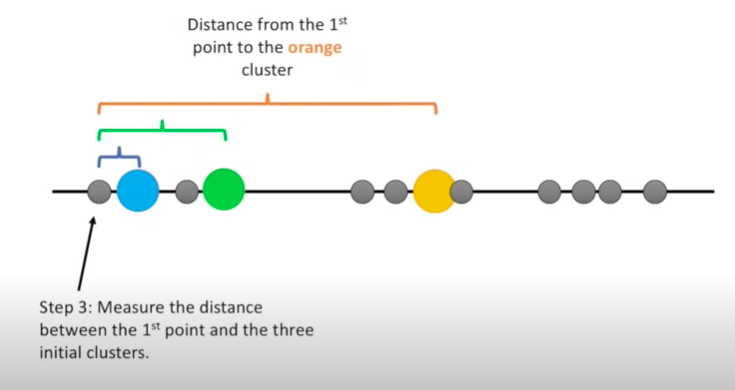 Distance from the 1st
point to the orange
cluster
Step 3: Measure the distance
between the 1st point and the three
initial clusters.